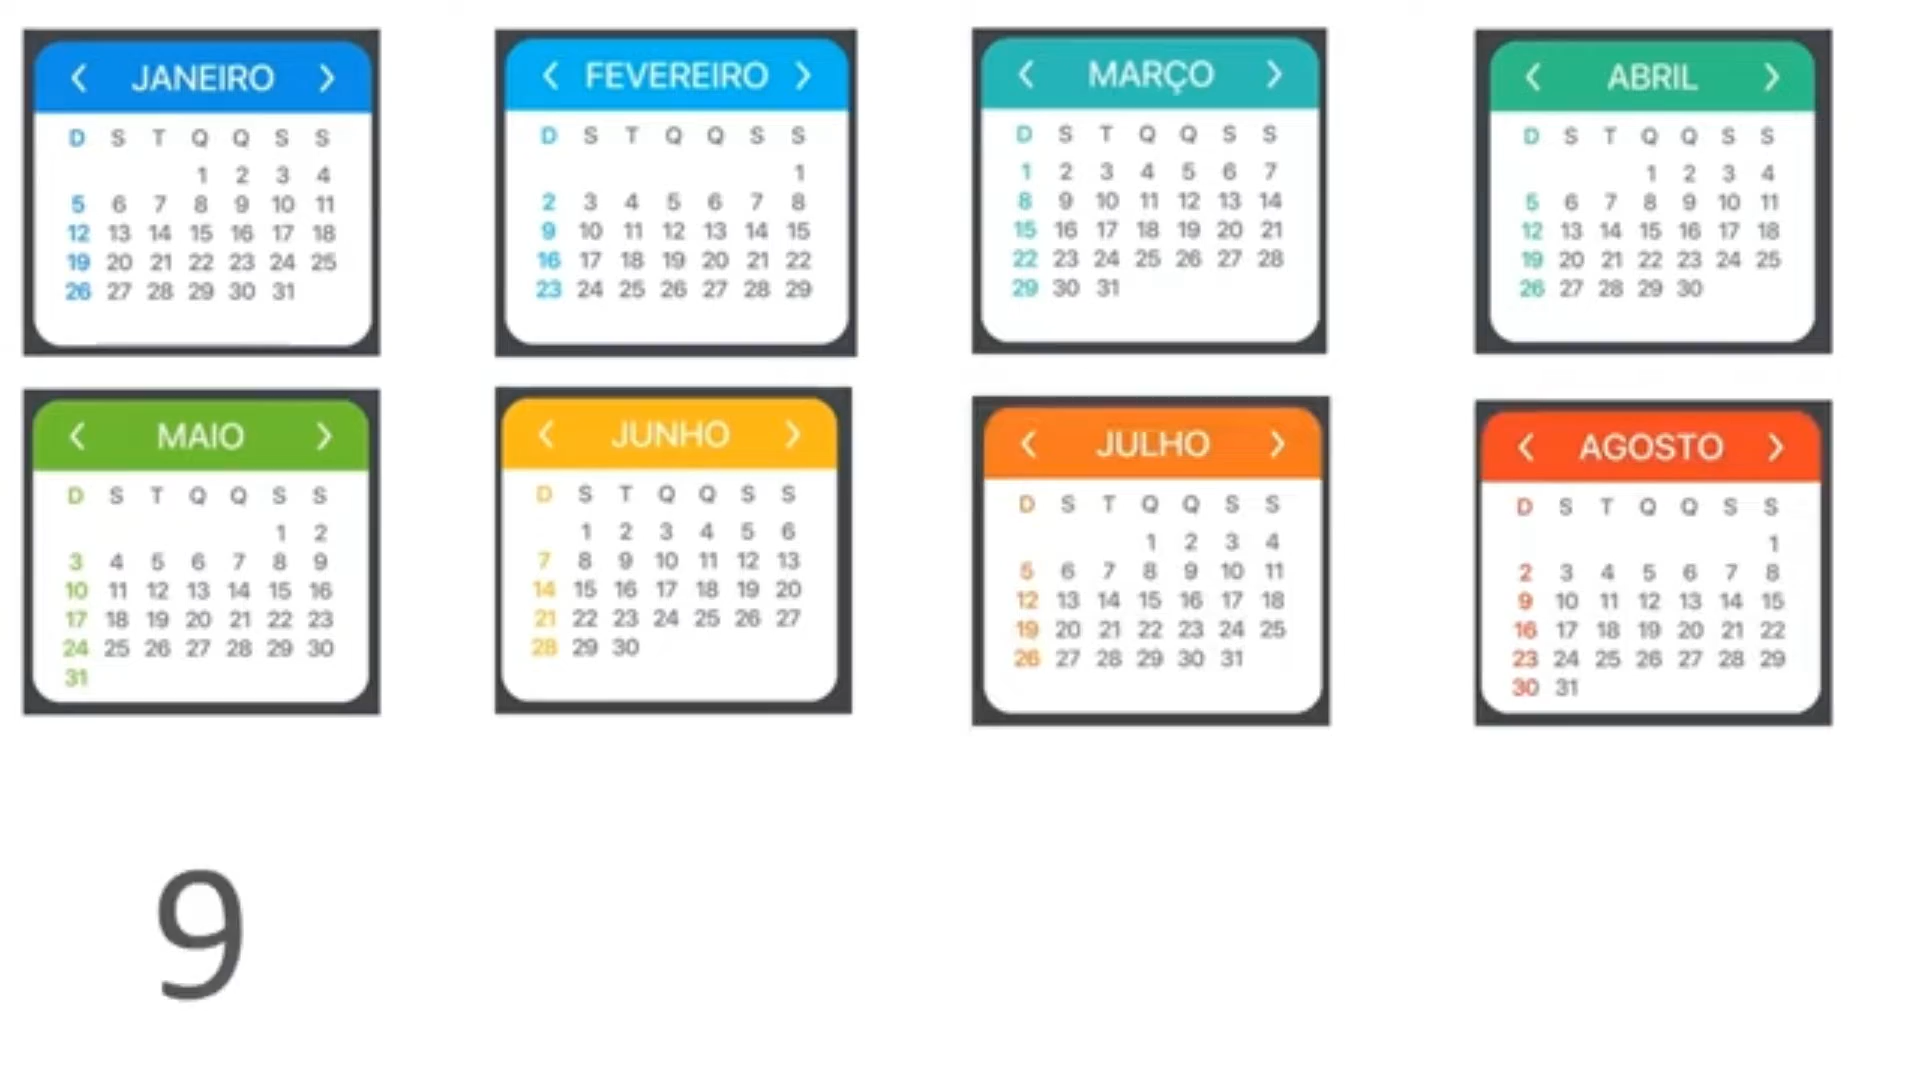 JANEIRO
D S T Q Q S S
1 2 3 4
5 6 7 8 9 10 11
12 13 14 15 16 17 18
19 20 21 22 23 24 25
26 27 28 29 30 31
FEVEREIRO
D S T Q Q S S
1
2 3 4 5 6 7 8
9 10 11 12 13 14 15
16 17 18 19 20 21 22
23 24 25 26 27 28 29
MARÇO
D S T Q Q S S
1 2 3 4 5 6 7
8 9 10 11 12 13 14
15 16 17 18 19 20 21
22 23 24 25 26 27 28
29 30 31
ABRIL
D S T Q Q S S
1 2 3 4
5 6 7 8 9 10 11
12 13 14 15 16 17 18
19 20 21 22 23 24 25
26 27 28 29 30
MAIO
D S T Q Q S S
1 2
3 4 5 6 7 8 9
10 11 12 13 14 15 16
17 18 19 20 21 22 23
24 25 26 27 28 29 30
31
JUNHO
D S T Q Q S S
1 2 3 4 5 6
7 8 9 10 11 12 13
14 15 16 17 18 19 20
21 22 23 24 25 26 27
28 29 30
JULHO
D S T Q Q S S
1 2 3 4
5 6 7 8 9 10 11
12 13 14 15 16 17 18
19 20 21 22 23 24 25
26 27 28 29 30 31
AGOSTO
D S T Q Q S S
1
2 3 4 5 6 7 8
9 10 11 12 13 14 15
16 17 18 19 20 21 22
23 24 25 26 27 28 29
30 31
9